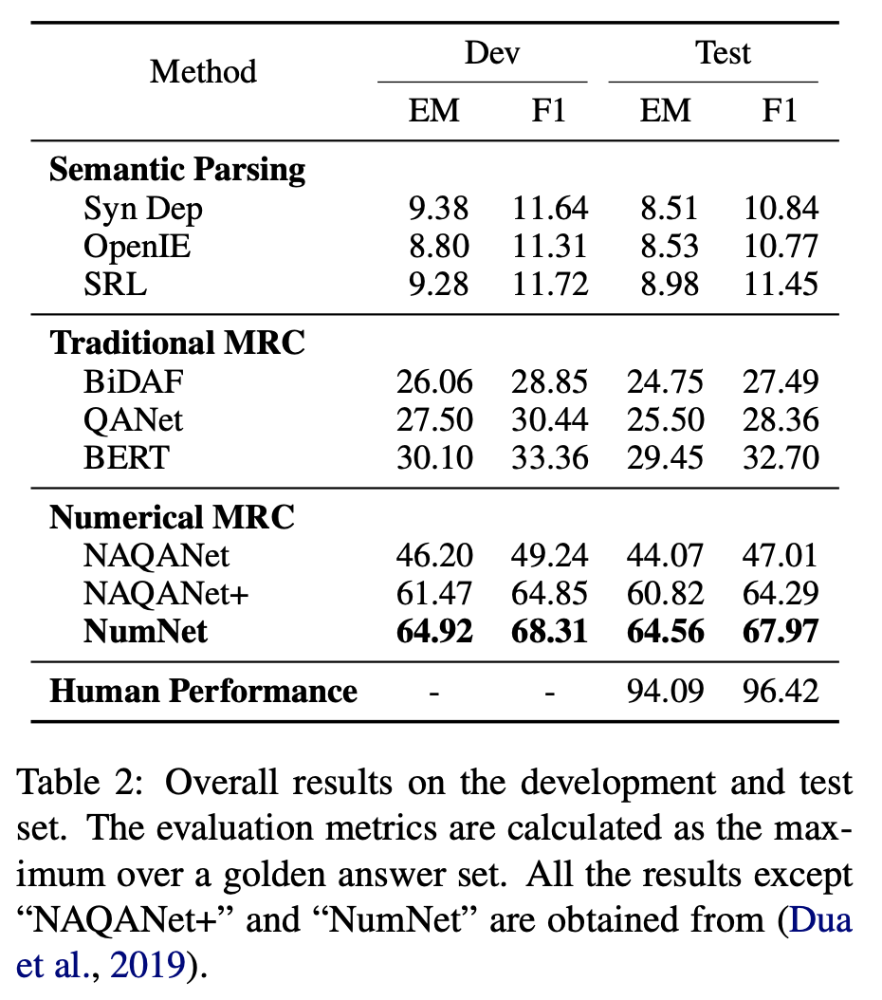 Method Dev Test
EM F1 EM F1
Semantic Parsing
Syn Dep 9.38 11.64 8.51 10.84
OpenIE 8.80 11.31 8.53 10.77
SRL 9.28 11.72 8.98 11.45
Traditional MRC
BiDAF 26.06 28.85 24.75 27.49
QANet 27.50 30.44 25.50 28.36
BERT 30.10 33.36 29.45 32.70
Numerical MRC
NAQANet 46.20 49.24 44.07 47.01
NAQANet+ 61.47 64.85 60.82 64.29
NumNet 64.92 68.31 64.56 67.97
Human Performance - - 94.09 96.42
Table 2: Overall results on the development and test
set. The evaluation metrics are calculated as the max-
imum over a golden answer set. All the results except
“NAQANet+” and “NumNet” are obtained from (Dua
et al., 2019).